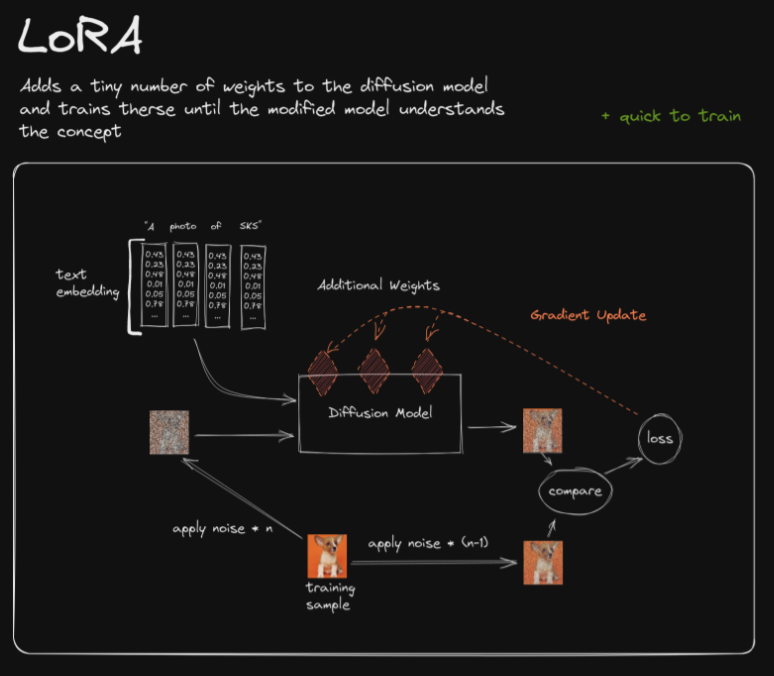 LoRA
Adds a tiny number of weights to the diffusion model
and trains therse until the modified model understands
the concept
+ quick to train
"A photo of SKS"
text
embedding
0.43 0.43 0.43 0.43
0.23 0.23 0.23 0.23
0.48 0.48 0.48 0.48
0.01 0.01 0.01 0.01
0.05 0.05 0.05 0.05
0.78 0.78 0.78 0.78
... ... ... ...
Additional Weights
Gradient Update
Diffusion Model
loss
compare
apply noise * n
apply noise * (n-1)
training
sample